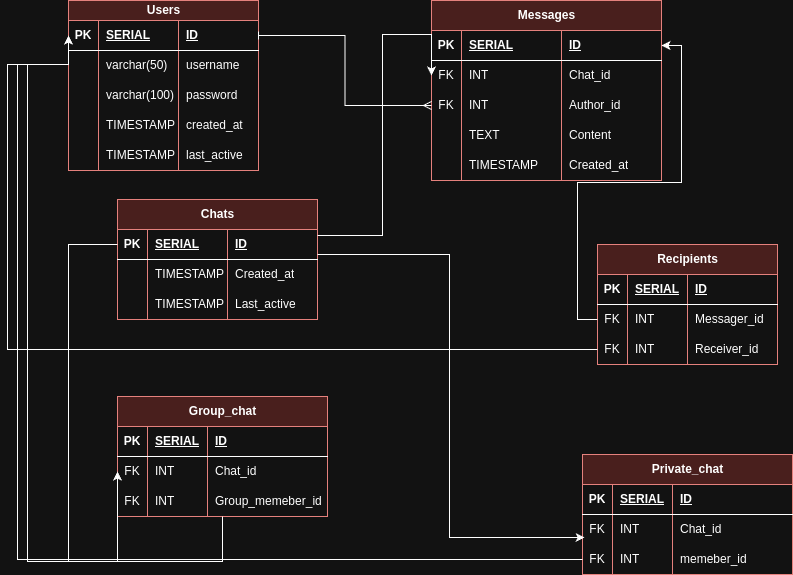 Users
PK SERIAL ID
varchar(50) username
varchar(100) password
TIMESTAMP created_at
TIMESTAMP last_active
Messages
PK SERIAL ID
FK INT Chat_id
FK INT Author_id
TEXT Content
TIMESTAMP Created_at
Chats
PK SERIAL ID
TIMESTAMP Created_at
TIMESTAMP Last_active
Recipients
PK SERIAL ID
FK INT Messager_id
FK INT Receiver_id
Group_chat
PK SERIAL ID
FK INT Chat_id
FK INT Group_memeber_id
Private_chat
PK SERIAL ID
FK INT Chat_id
FK INT memeber_id